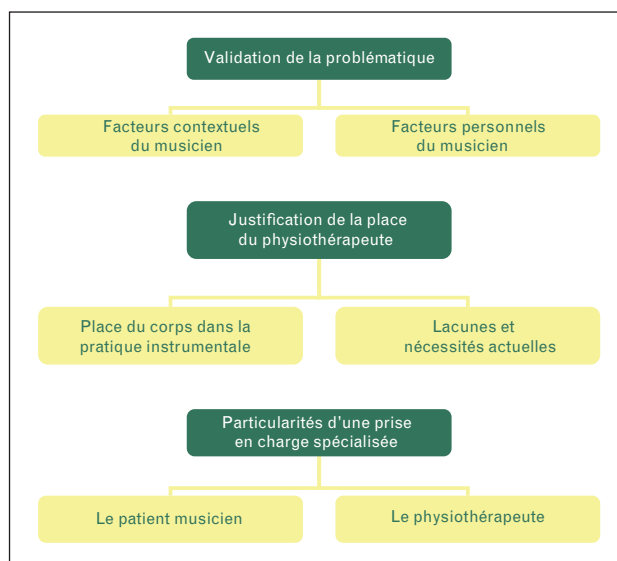 Validation de la problématique
Facteurs contextuels
du musicien
Facteurs personnels
du musicien
Justification de la place
du physiothérapeute
Place du corps dans la
pratique instrumentale
Lacunes et
nécessités actuelles
Particularités d'une prise
en charge spécialisée
Le patient musicien
Le physiothérapeute